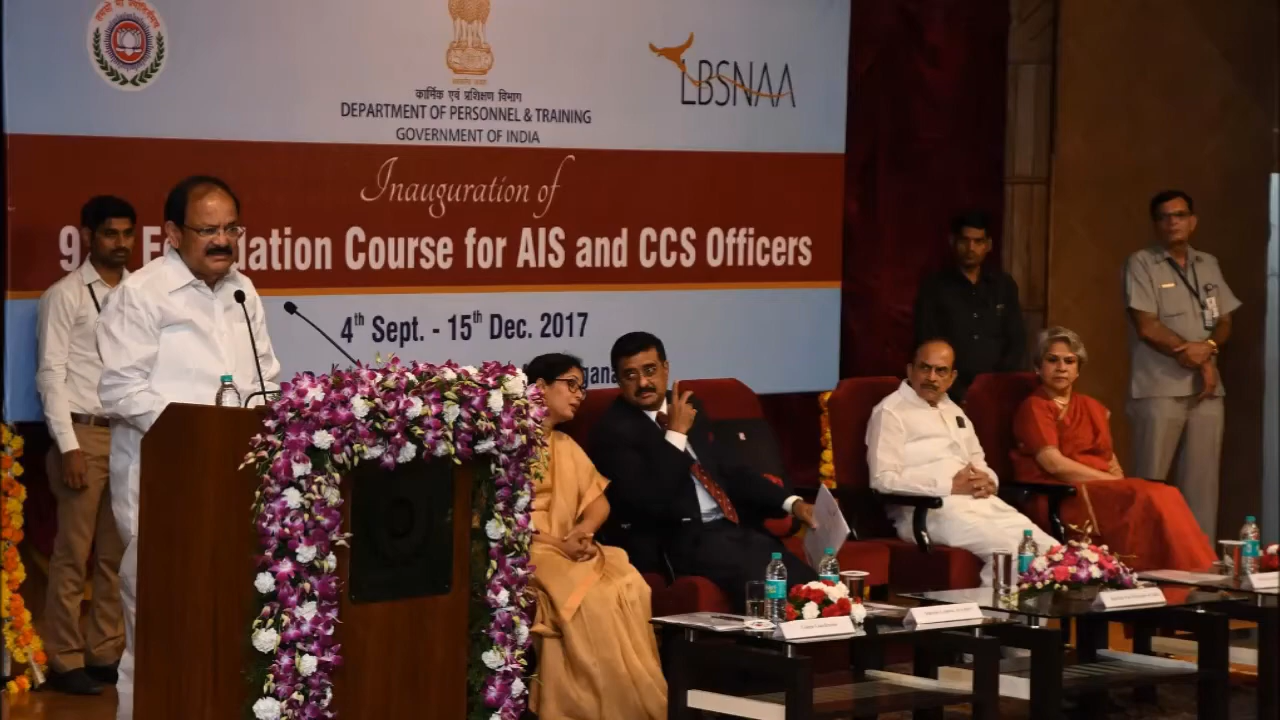 LBSNAA
कार्मिक एवं प्रशिक्षण विभाग
DEPARTMENT OF PERSONNEL & TRAINING
GOVERNMENT OF INDIA
Inauguration of
Course for AIS and CCS Officers
4th Sept. - 15th Dec. 2017